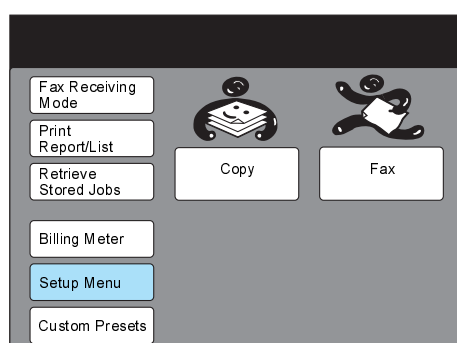 Fax Receiving
Mode
Print
Report/List
Retrieve
Stored Jobs
Copy
Fax
Billing Meter
Setup Menu
Custom Presets